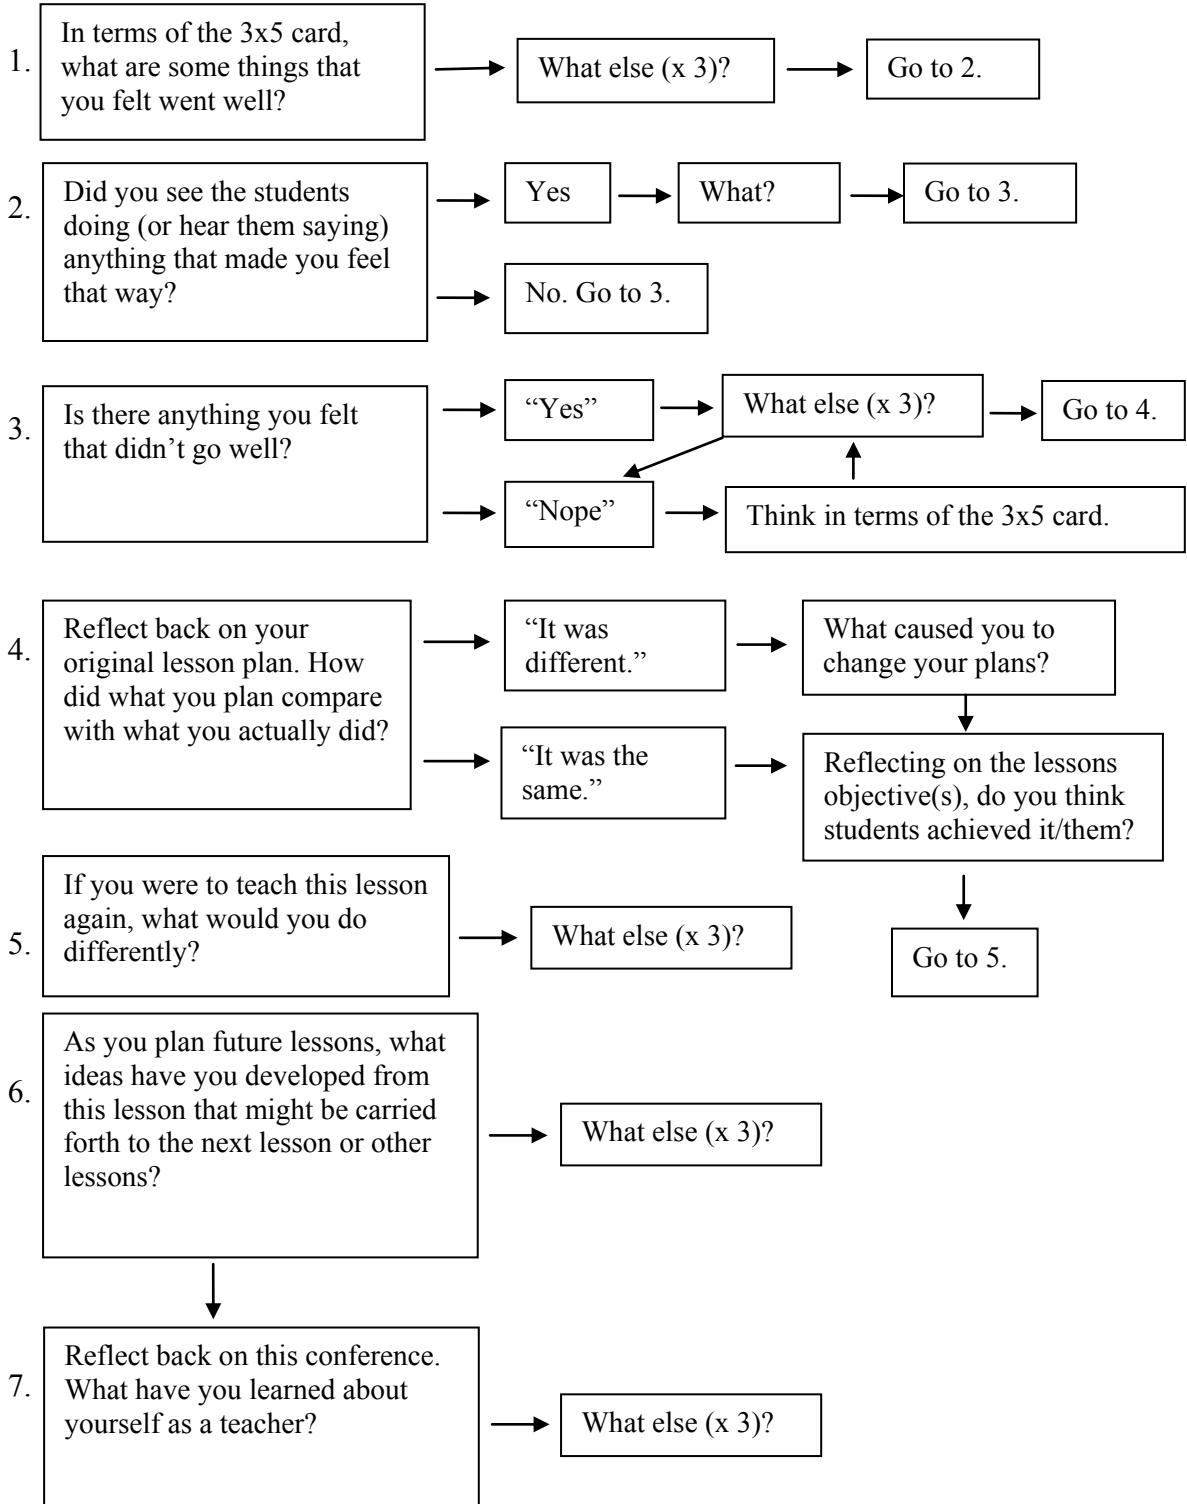 1.
In terms of the 3x5 card,
what are some things that
you felt went well?
What else (x 3)?
Go to 2.
2.
Did you see the students
doing (or hear them saying)
anything that made you feel
that way?
Yes
What?
Go to 3.
No. Go to 3.
3.
Is there anything you felt
that didn’t go well?
“Yes”
What else (x 3)?
Go to 4.
“Nope”
Think in terms of the 3x5 card.
4.
Reflect back on your
original lesson plan. How
did what you plan compare
with what you actually did?
“It was
different.”
What caused you to
change your plans?
“It was the
same.”
Reflecting on the lessons
objective(s), do you think
students achieved it/them?
Go to 5.
5.
If you were to teach this lesson
again, what would you do
differently?
What else (x 3)?
6.
As you plan future lessons, what
ideas have you developed from
this lesson that might be carried
forth to the next lesson or other
lessons?
What else (x 3)?
7.
Reflect back on this conference.
What have you learned about
yourself as a teacher?
What else (x 3)?